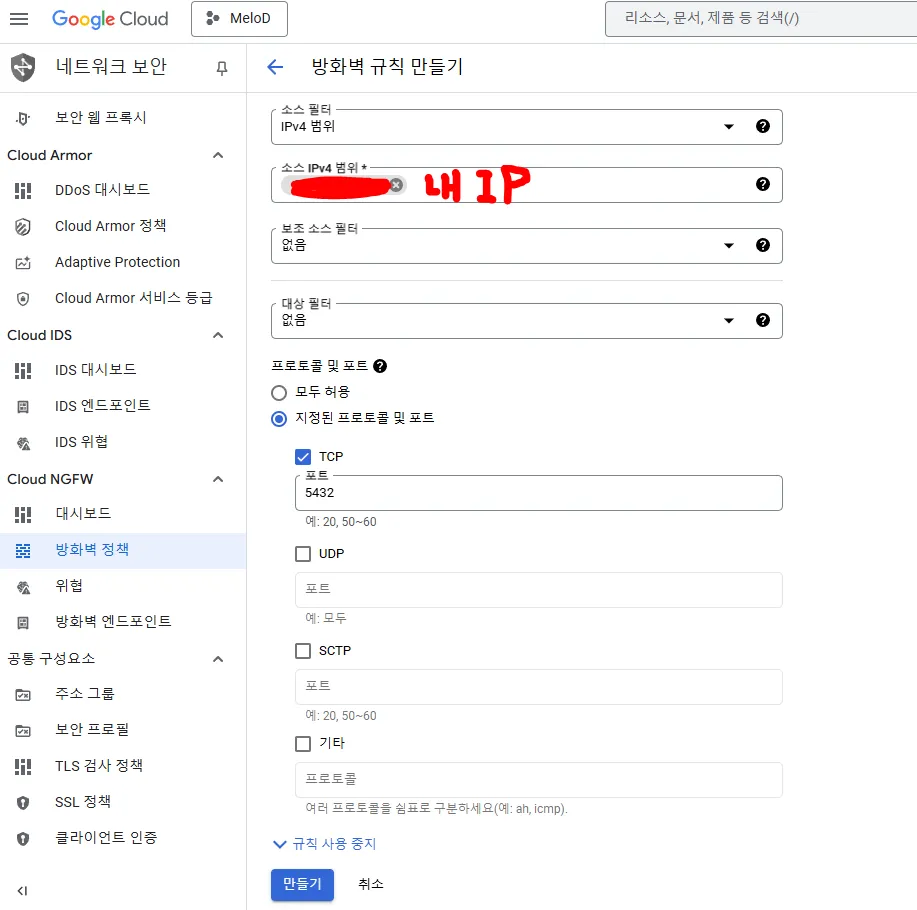 Google Cloud
MeloD
리소스, 문서, 제품 등 검색(/)
네트워크 보안
방화벽 규칙 만들기
보안 웹 프록시
Cloud Armor
DDoS 대시보드
Cloud Armor 정책
Adaptive Protection
Cloud Armor 서비스 등급
Cloud IDS
IDS 대시보드
IDS 엔드포인트
IDS 위협
Cloud NGFW
대시보드
방화벽 정책
위협
방화벽 엔드포인트
공통 구성요소
주소 그룹
보안 프로필
TLS 검사 정책
SSL 정책
클라이언트 인증
소스 필터
IPv4 범위
소스 IPv4 범위 *
내 IP
보조 소스 필터
없음
대상 필터
없음
프로토콜 및 포트
모두 허용
지정된 프로토콜 및 포트
TCP
포트
5432
예: 20, 50~60
UDP
포트
예: 모두
SCTP
포트
예: 20, 50~60
기타
프로토콜
여러 프로토콜을 쉼표로 구분하세요(예: ah, icmp).
규칙 사용 중지
만들기
취소